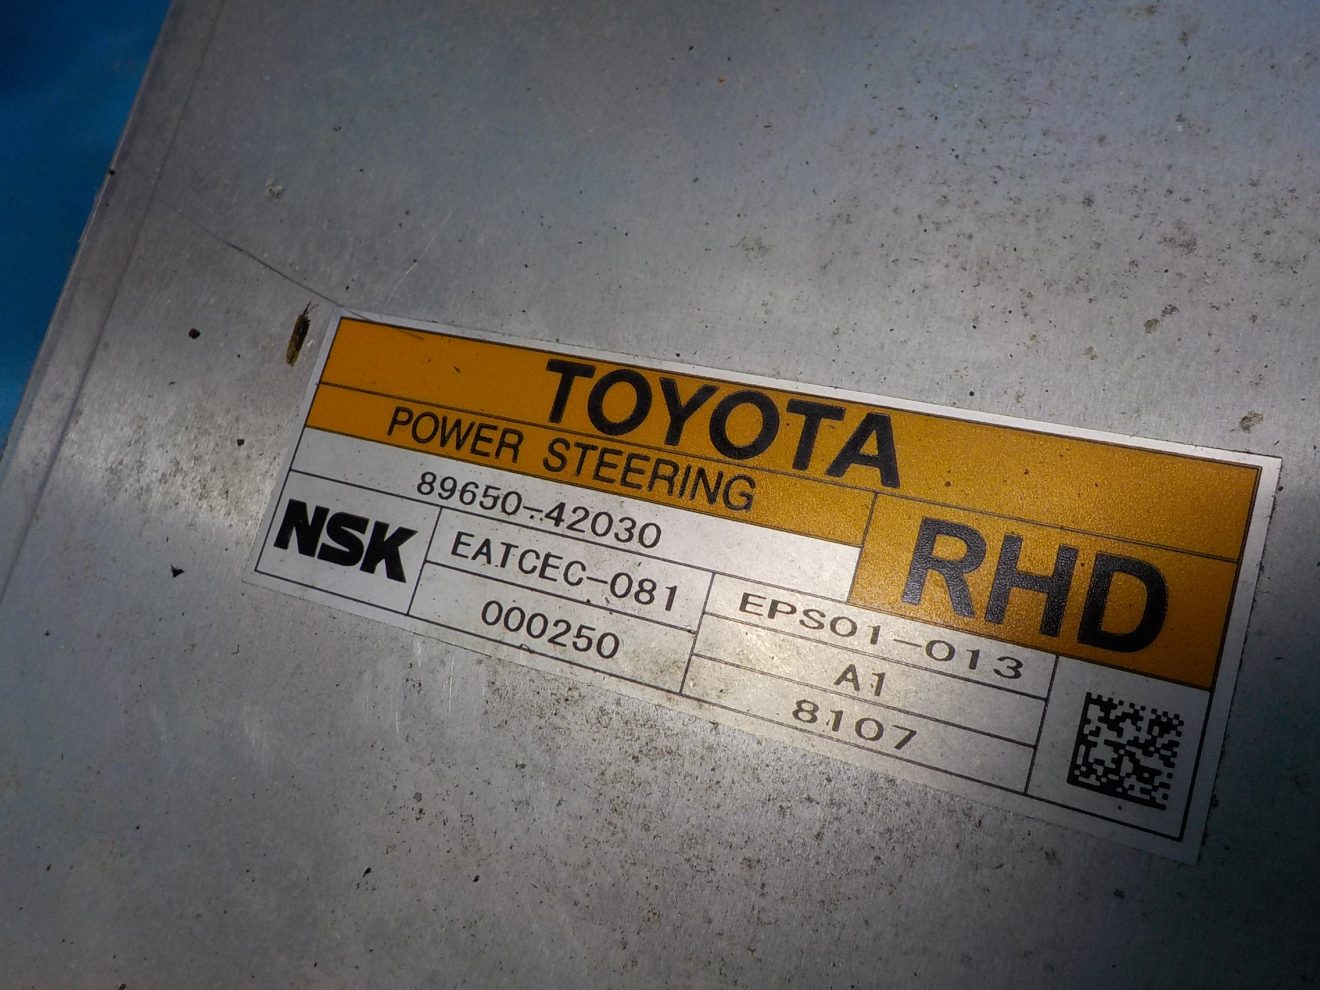 TOYOTA
POWER STEERING
RHD
89650-42030
NSK
EATCEC-081
EPS01-013
000250
A1
8107